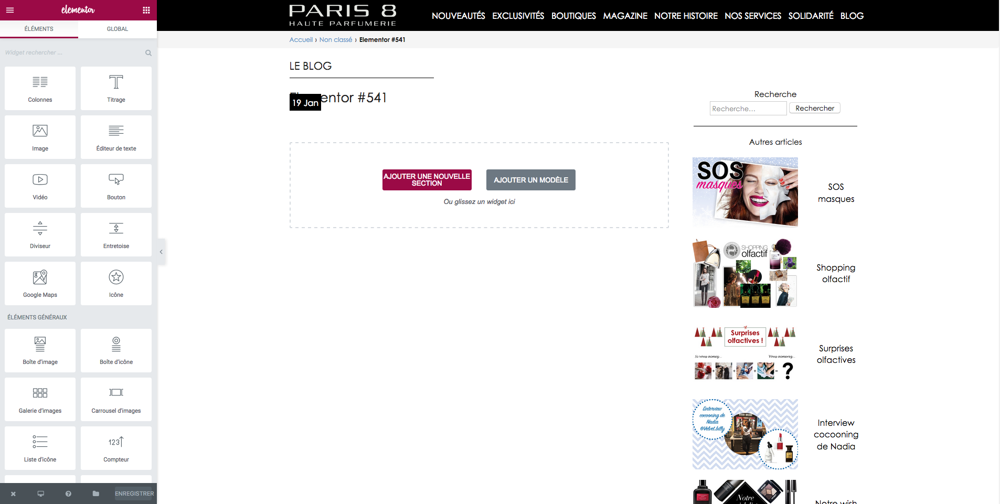 elementor
ÉLÉMENTS
GLOBAL
Widget rechercher ...
Colonnes
Titrage
Image
Éditeur de texte
Vidéo
Bouton
Diviseur
Entretoise
Google Maps
Icône
ÉLÉMENTS GÉNÉRAUX
Boîte d'image
Boîte d'icône
Galerie d'images
Carrousel d'images
Liste d'icône
123
Compteur
ENREGISTRER
PARIS 8
HAUTE PARFUMERIE
NOUVEAUTÉS EXCLUSIVITÉS BOUTIQUES MAGAZINE NOTRE HISTOIRE NOS SERVICES SOLIDARITÉ BLOG
Accueil › Non classé › Elementor #541
LE BLOG
Elementor #541
19 Jan
AJOUTER UNE NOUVELLE
SECTION
AJOUTER UN MODÈLE
Ou glissez un widget ici
Recherche
Recherche...
Rechercher
Autres articles
SOS
masques
SOS
masques
8 SHOPPING
olfactif
Shopping
olfactif
Surprises
olfactives !
Si vous aimez...
Vous aimerez...
+ + + = ?
Surprises
olfactives
L'interview
cocooning de
Nadia
@Velvet.billy
BOBBI BROWN
Interview
cocooning
de Nadia
Notre
Notre wish